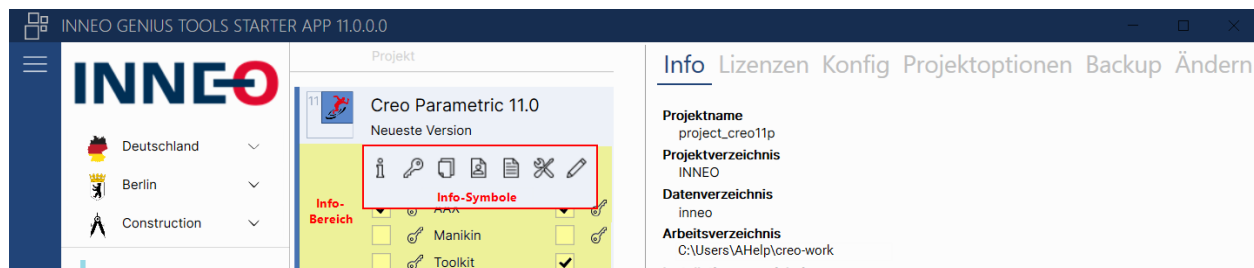 INNEO GENIUS TOOLS STARTER APP 11.0.0.0
INNEO
Deutschland
Berlin
Construction
Projekt
11
Creo Parametric 11.0
Neueste Version
Info-Symbole
Info-
Bereich
AAX
Manikin
Toolkit
Info Lizenzen Konfig Projektoptionen Backup Ändern
Projektname
project_creo11p
Projektverzeichnis
INNEO
Datenverzeichnis
inneo
Arbeitsverzeichnis
C:\Users\AHelp\creo-work